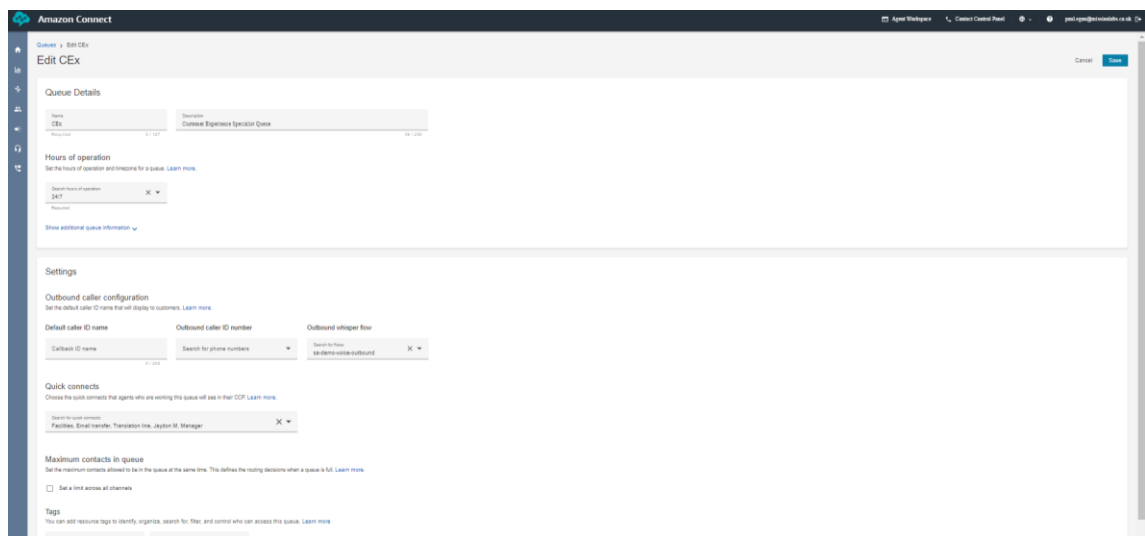 Amazon Connect
Agent Workspace
Contact Control Panel
Queues > Edit CEx
Edit CEx
Cancel
Save
Queue Details
Name
CEx
Required
3 / 127
Description
Customer Experience Specialist Queue
Hours of operation
Set the hours of operation and timezone for a queue. Learn more.
Search hours of operation
24/7
Required
Show additional queue information
Settings
Outbound caller configuration
Set the default caller ID name that will display to customers. Learn more.
Default caller ID name
Outbound caller ID number
Outbound whisper flow
Callback ID name
0 / 255
Search for phone numbers
Search for flows
se-demo-voice-outbound
Quick connects
Choose the quick connects that agents who are working this queue will see in their CCP. Learn more.
Search for quick connects
Facilities, Email transfer, Translation line, Jaydon M, Manager
Maximum contacts in queue
Set the maximum contacts allowed to be in the queue at the same time. This defines the routing decisions when a queue is full. Learn more.
Set a limit across all channels
Tags
You can add resource tags to identify, organize, search for, filter, and control who can access this queue. Learn more